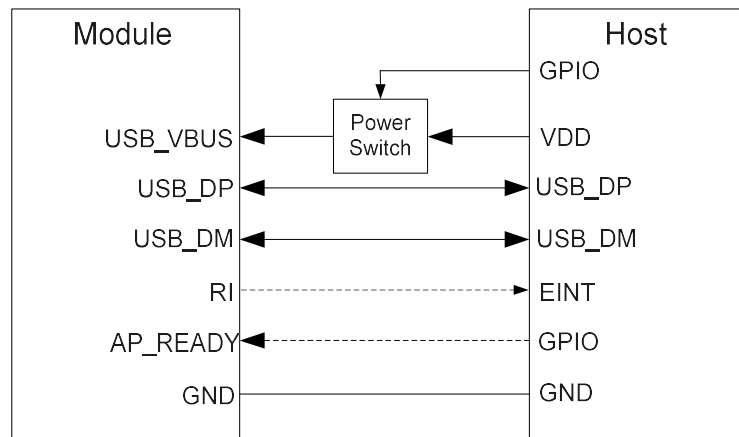 Module
Host
GPIO
Power
Switch
USB_VBUS
VDD
USB_DP
USB_DP
USB_DM
USB_DM
RI
EINT
AP_READY
GPIO
GND
GND